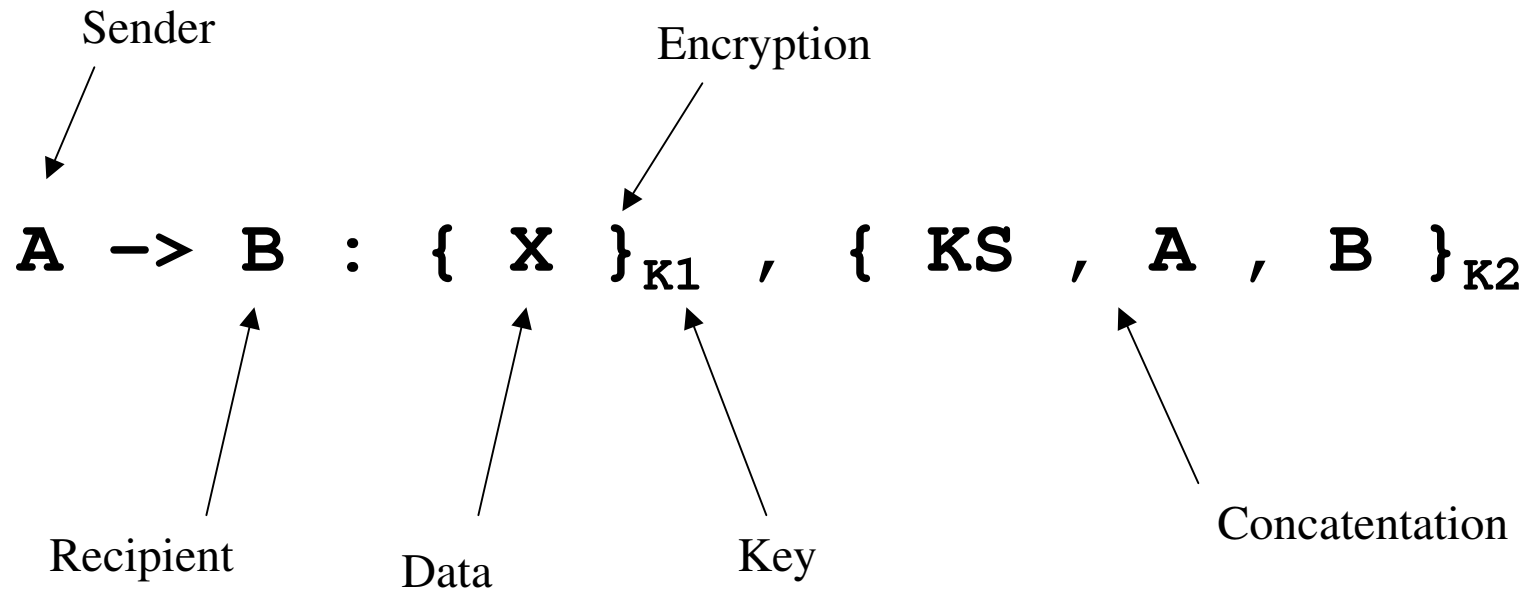 Sender
Encryption
A -> B : { X }K1 , { KS , A , B }K2
Recipient
Data
Key
Concatentation